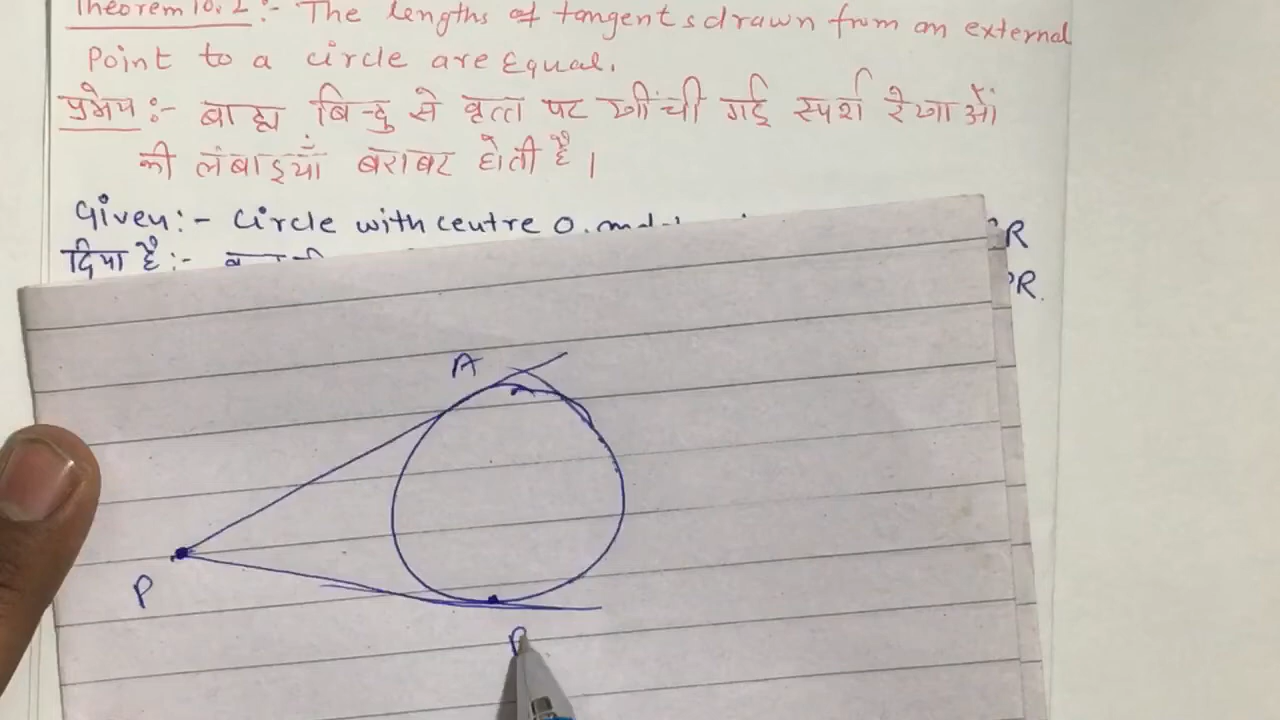 Theorem 10.2:- The lengths of tangents drawn from an external
Point to a circle are Equal.
प्रमेय:- बाह्य बिन्दु से वृत्त पर खींची गई स्पर्श रेखाओं
की लंबाइयाँ बराबर होती है।
Given:- Circle with centre O. R
दिया है:- PR.
A
P